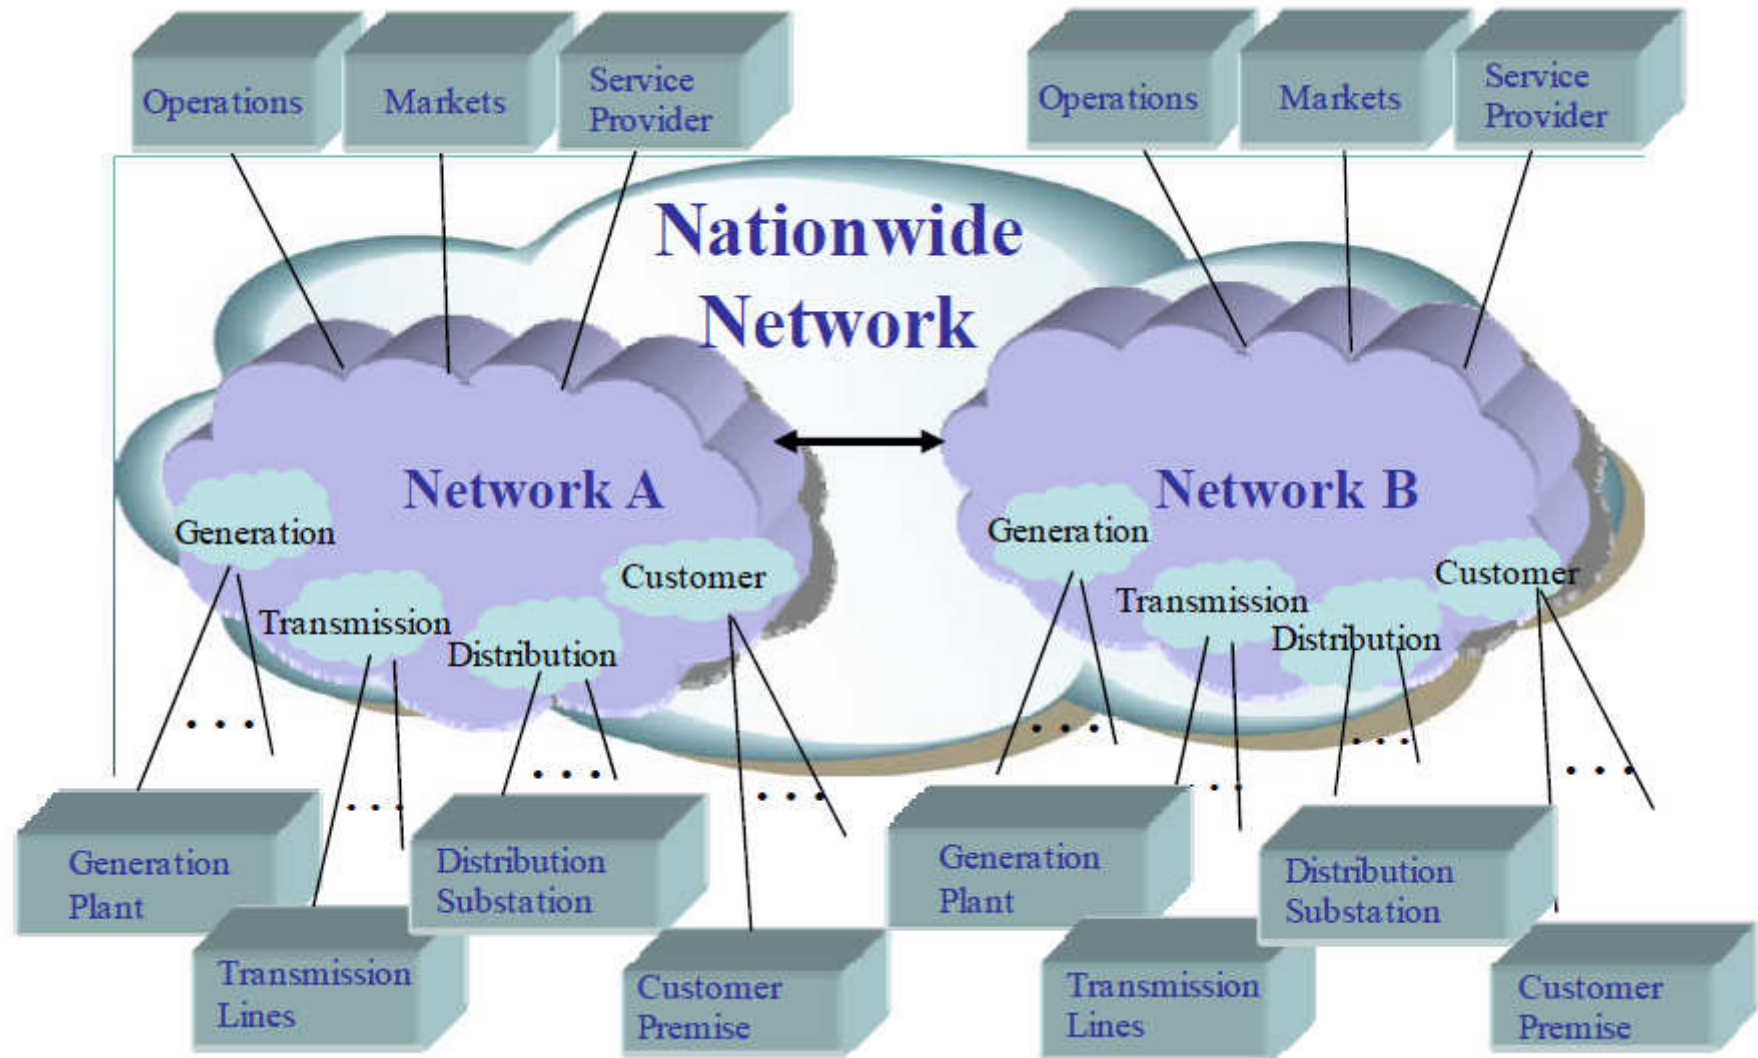 Operations
Markets
Service
Provider
Operations
Markets
Service
Provider
Nationwide
Network
Network A
Generation
Transmission
Distribution
Customer
Network B
Generation
Transmission
Distribution
Customer
. . .
. . .
. . .
. . .
. . .
. . .
. . .
. . .
Generation
Plant
Transmission
Lines
Distribution
Substation
Customer
Premise
Generation
Plant
Transmission
Lines
Distribution
Substation
Customer
Premise